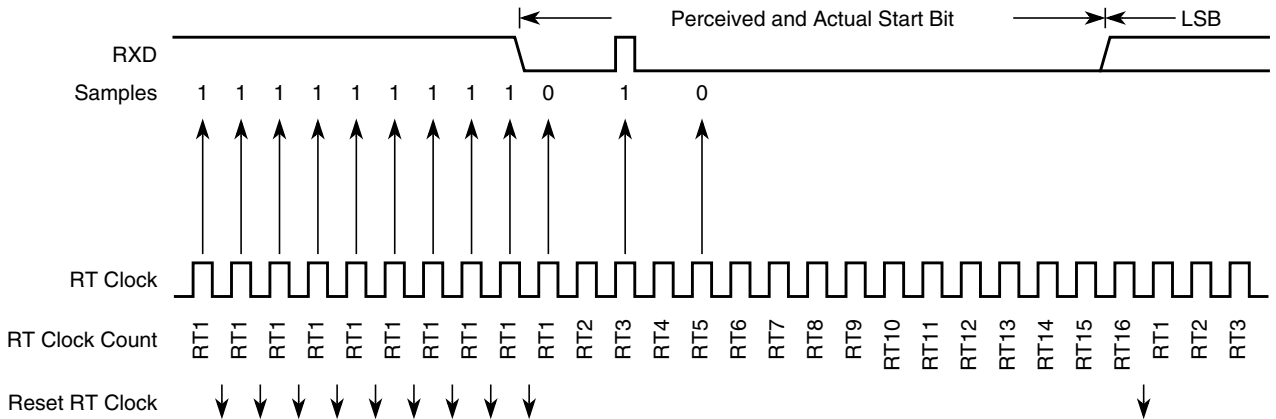 Perceived and Actual Start Bit LSB
RXD
Samples 1 1 1 1 1 1 1 1 1 0 1 0
RT Clock
RT Clock Count RT1 RT1 RT1 RT1 RT1 RT1 RT1 RT1 RT1 RT1 RT2 RT3 RT4 RT5 RT6 RT7 RT8 RT9 RT10 RT11 RT12 RT13 RT14 RT15 RT16 RT1 RT2 RT3
Reset RT Clock